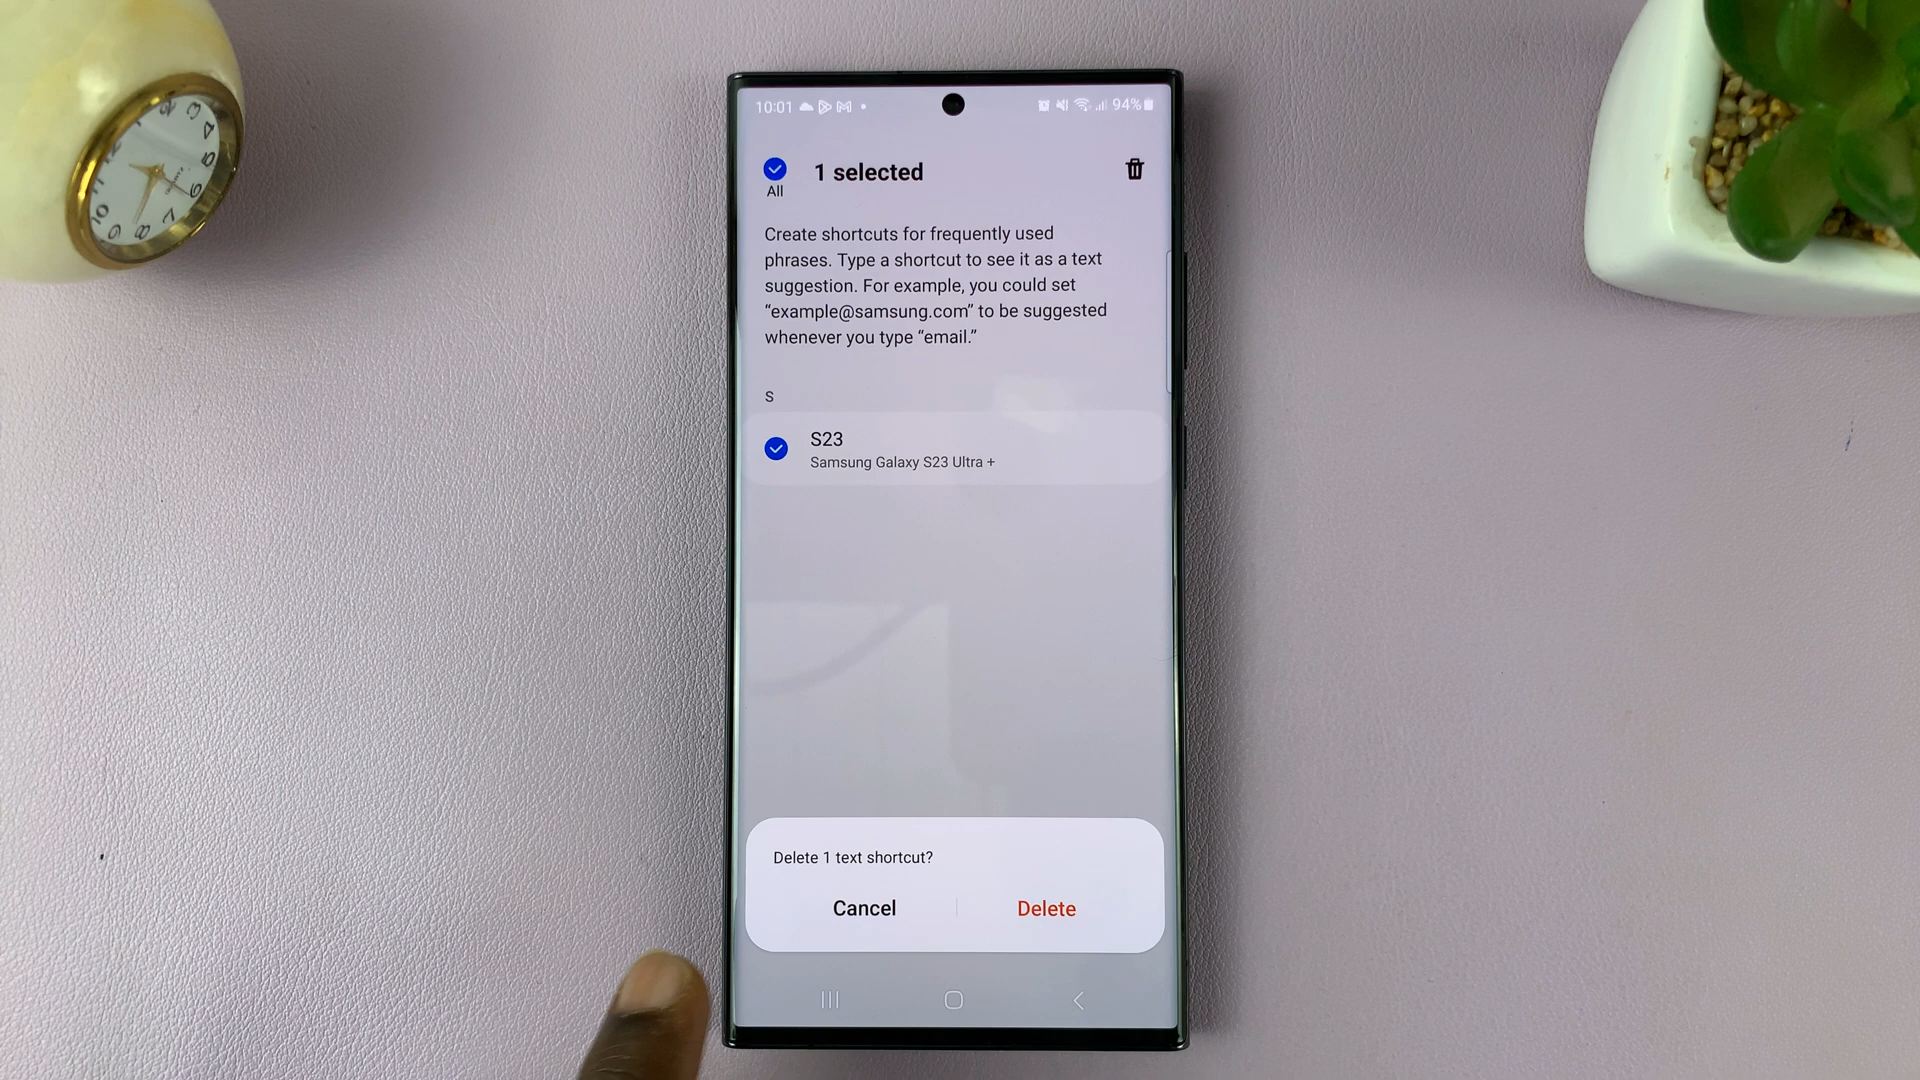 10:01
94%
1 selected
All
Create shortcuts for frequently used
phrases. Type a shortcut to see it as a text
suggestion. For example, you could set
“example@samsung.com” to be suggested
whenever you type “email.”
S
S23
Samsung Galaxy S23 Ultra +
Delete 1 text shortcut?
Cancel
Delete